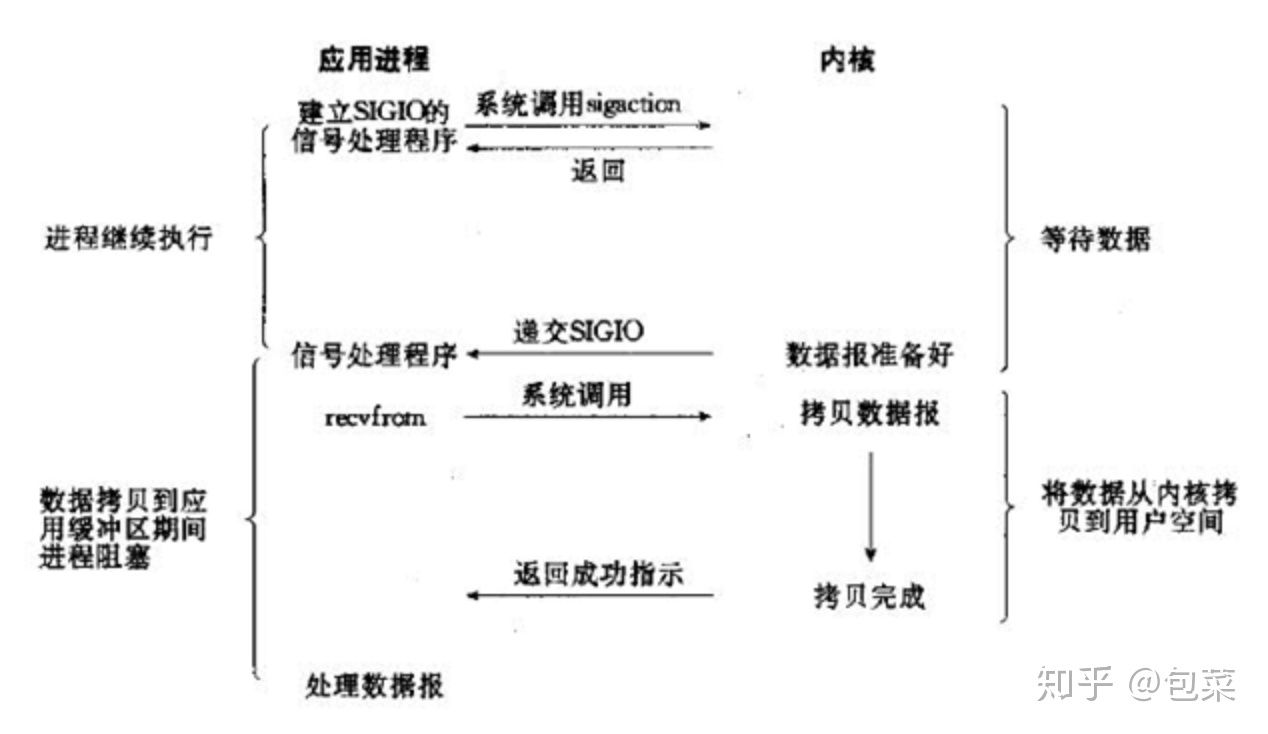 应用进程
内核
建立SIGIO的
信号处理程序
系统调用sigaction
返回
进程继续执行
等待数据
递交SIGIO
信号处理程序
数据报准备好
系统调用
recvfrom
拷贝数据报
数据拷贝到应
用缓冲区期间
进程阻塞
将数据从内核拷
贝到用户空间
返回成功指示
拷贝完成
处理数据报
知乎 @包菜